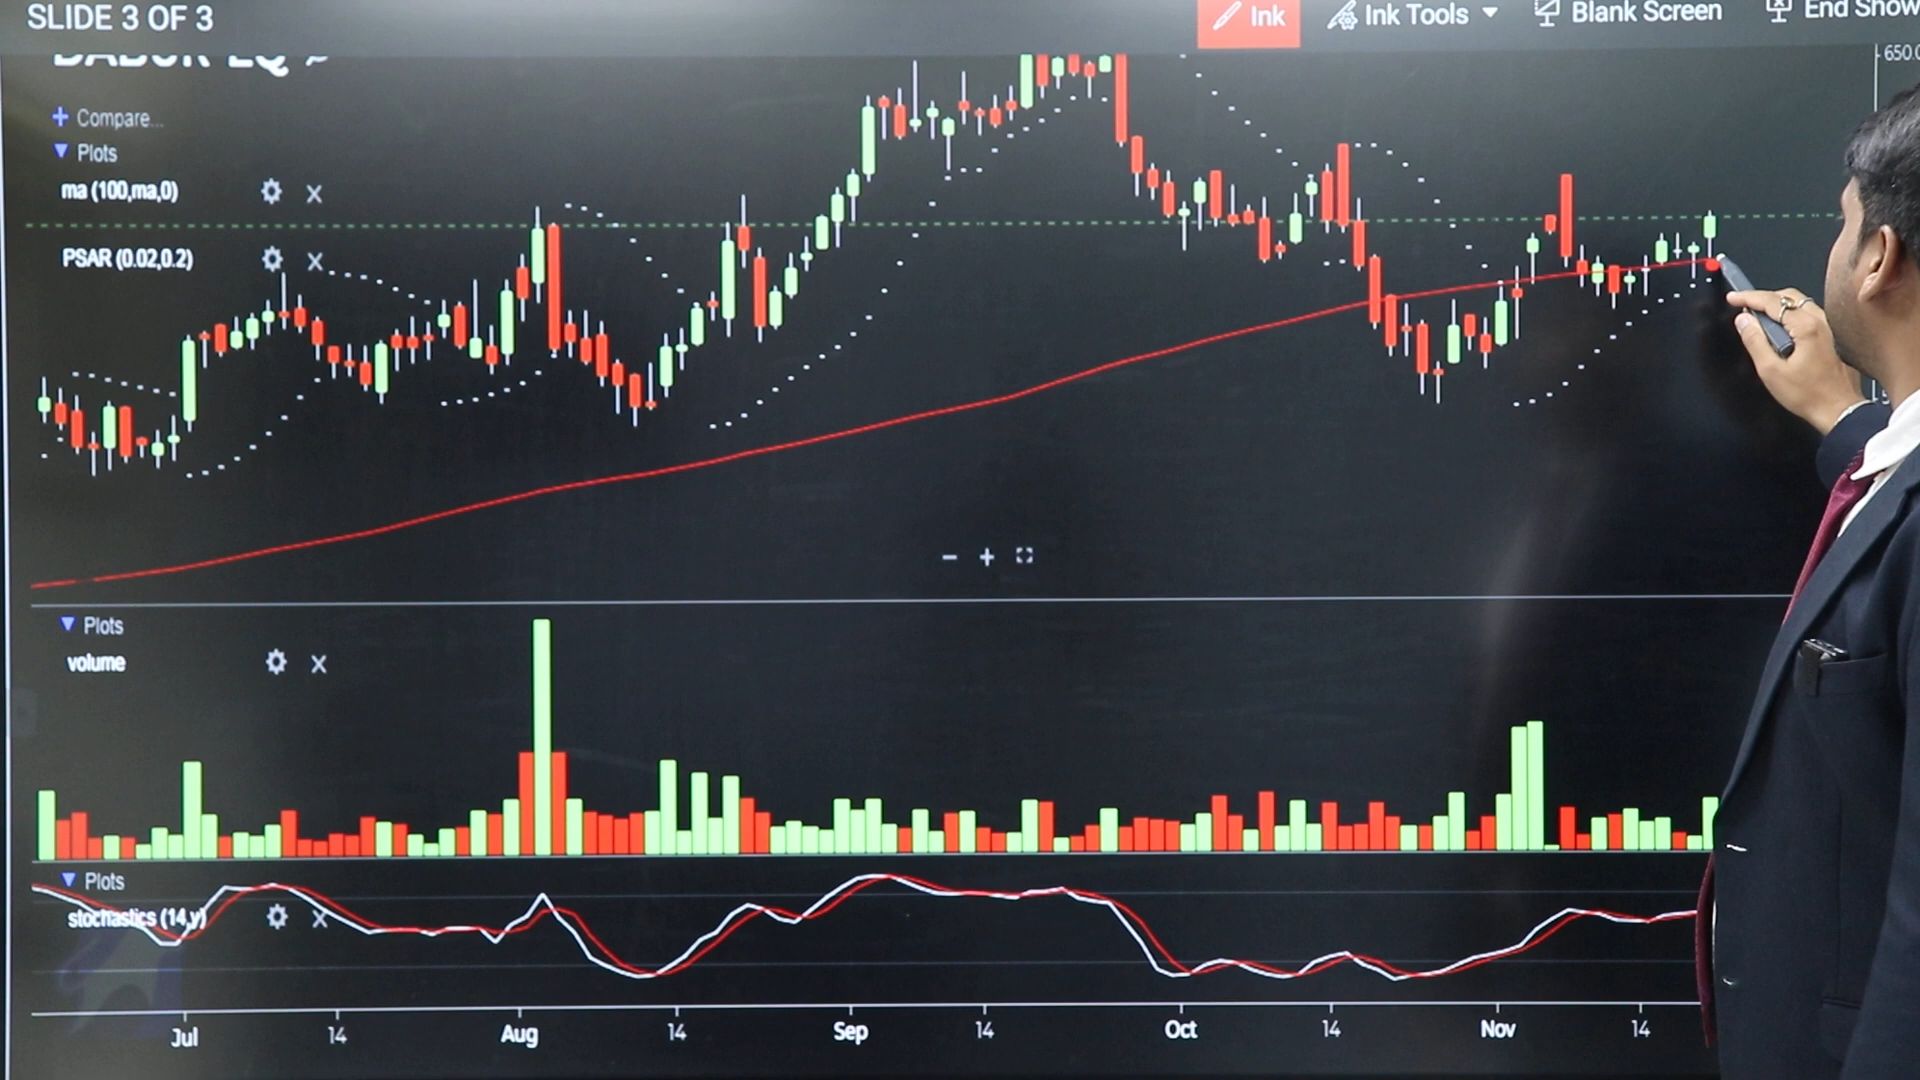 SLIDE 3 OF 3
Ink
Ink Tools
Blank Screen
End Show
DABUR EQ
650.0
+ Compare...
Plots
ma (100,ma,0)
X
PSAR (0.02,0.2)
X
Plots
volume
X
Plots
stochastics (14,y)
X
Jul
14
Aug
14
Sep
14
Oct
14
Nov
14